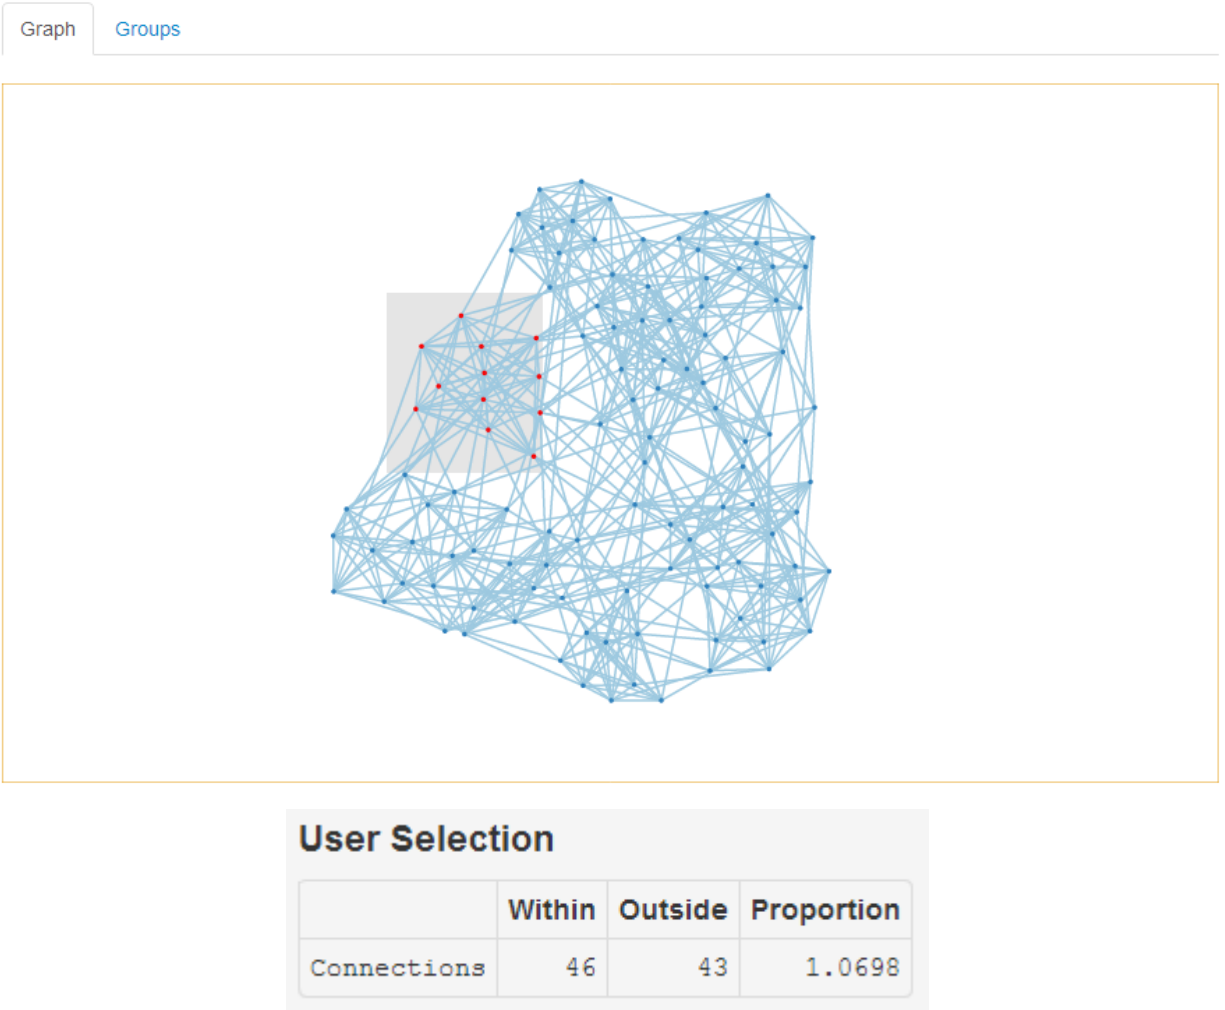 Graph Groups
User Selection
Within Outside Proportion
Connections 46 43 1.0698